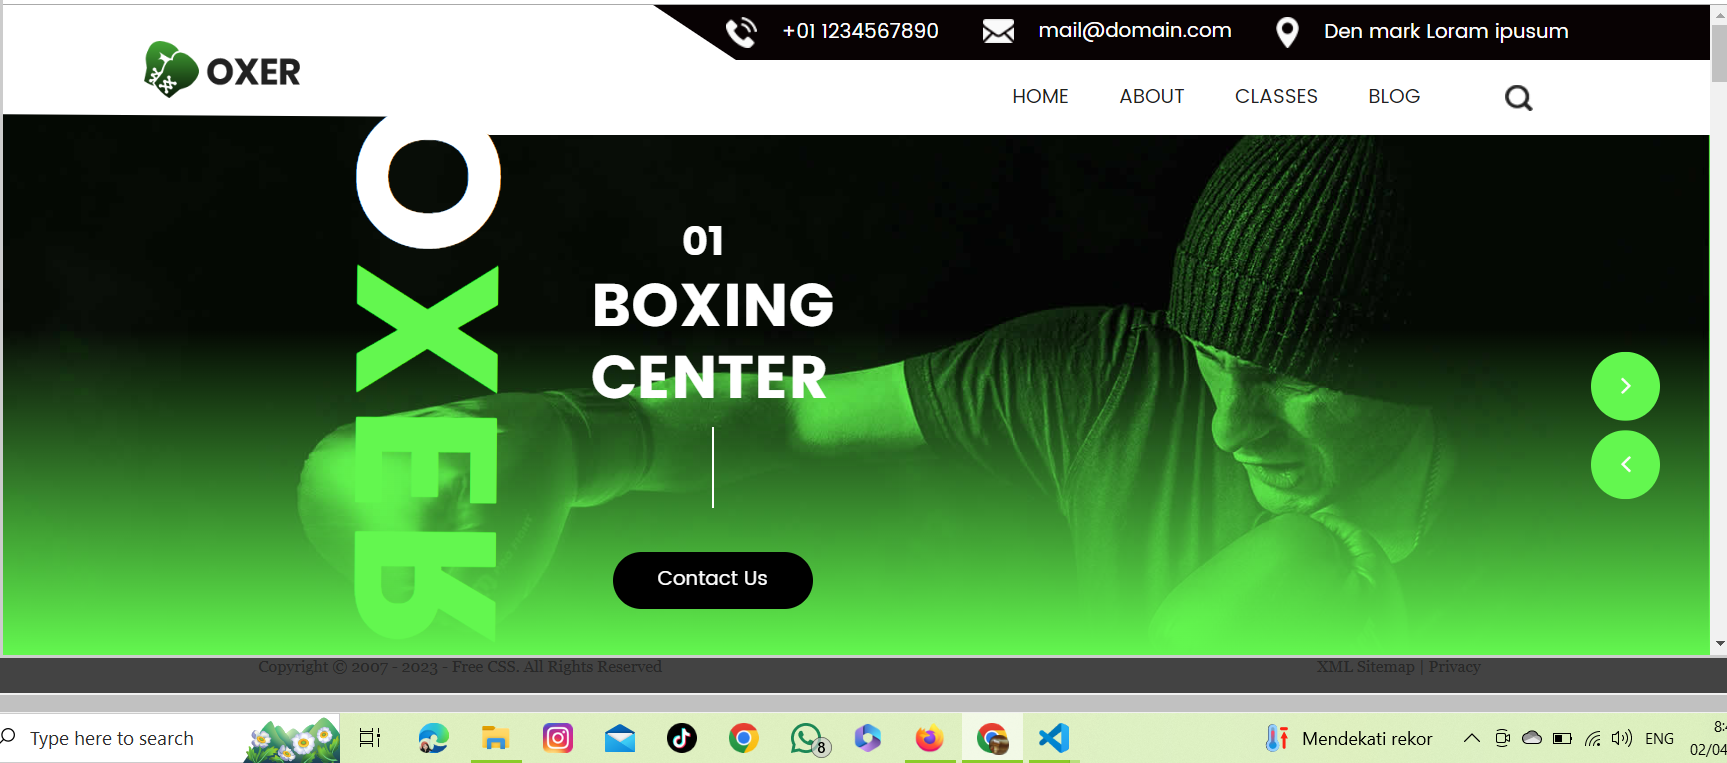 +01 1234567890 mail@domain.com Den mark Loram ipusum
OXER
HOME ABOUT CLASSES BLOG
OXER
01
BOXING
CENTER
Contact Us
Copyright © 2007 - 2023 - Free CSS. All Rights Reserved XML Sitemap | Privacy
Type here to search
8
Mendekati rekor
ENG
8:
02/04